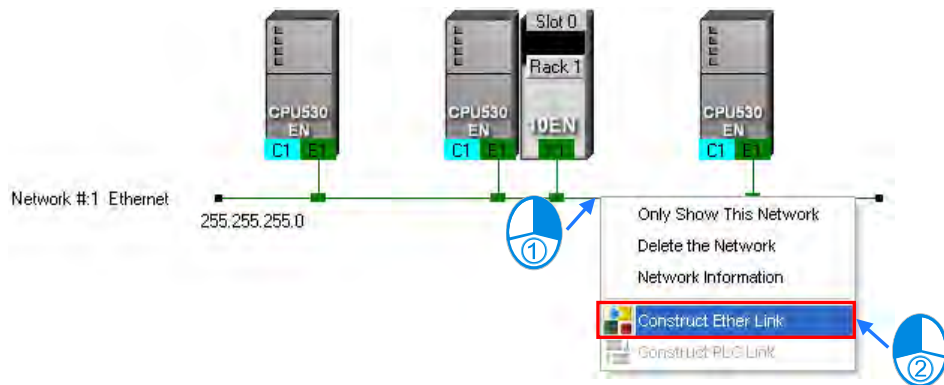 Slot 0
Rack 1
CPU530
EN
C1 E1
CPU530
EN
C1 E1
10EN
CPU530
EN
C1 E1
Network #:1 Ethernet
255.255.255.0
①
Only Show This Network
Delete the Network
Network Information
Construct Ether Link
Construct PLC Link
②